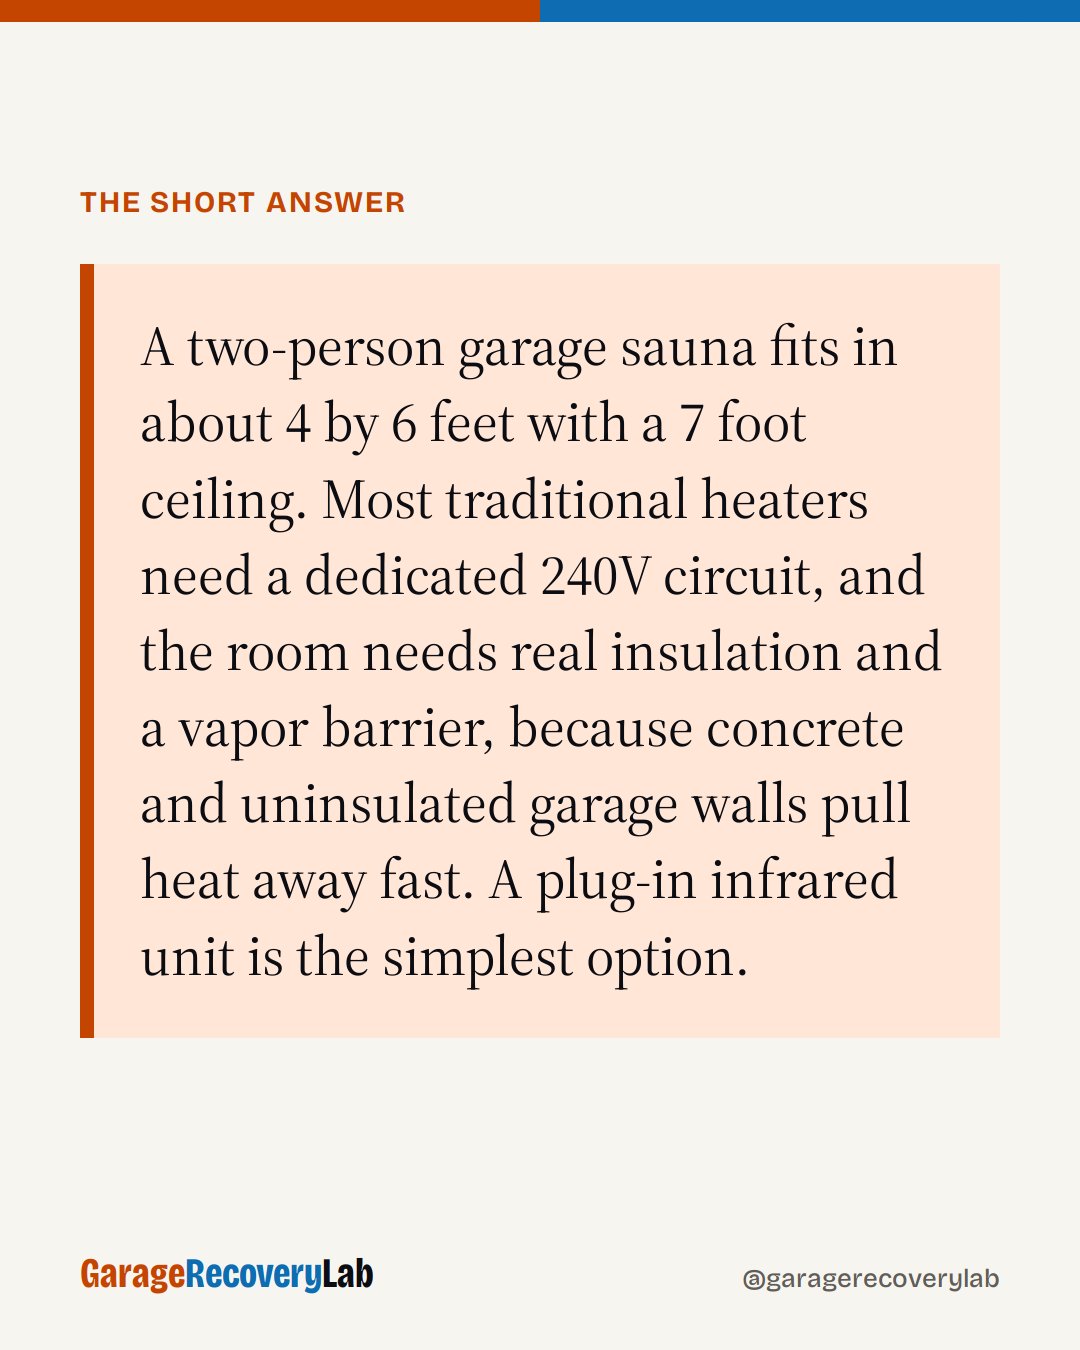 THE SHORT ANSWER
A two-person garage sauna fits in
about 4 by 6 feet with a 7 foot
ceiling. Most traditional heaters
need a dedicated 240V circuit, and
the room needs real insulation and
a vapor barrier, because concrete
and uninsulated garage walls pull
heat away fast. A plug-in infrared
unit is the simplest option.
GarageRecoveryLab
@garagerecoverylab